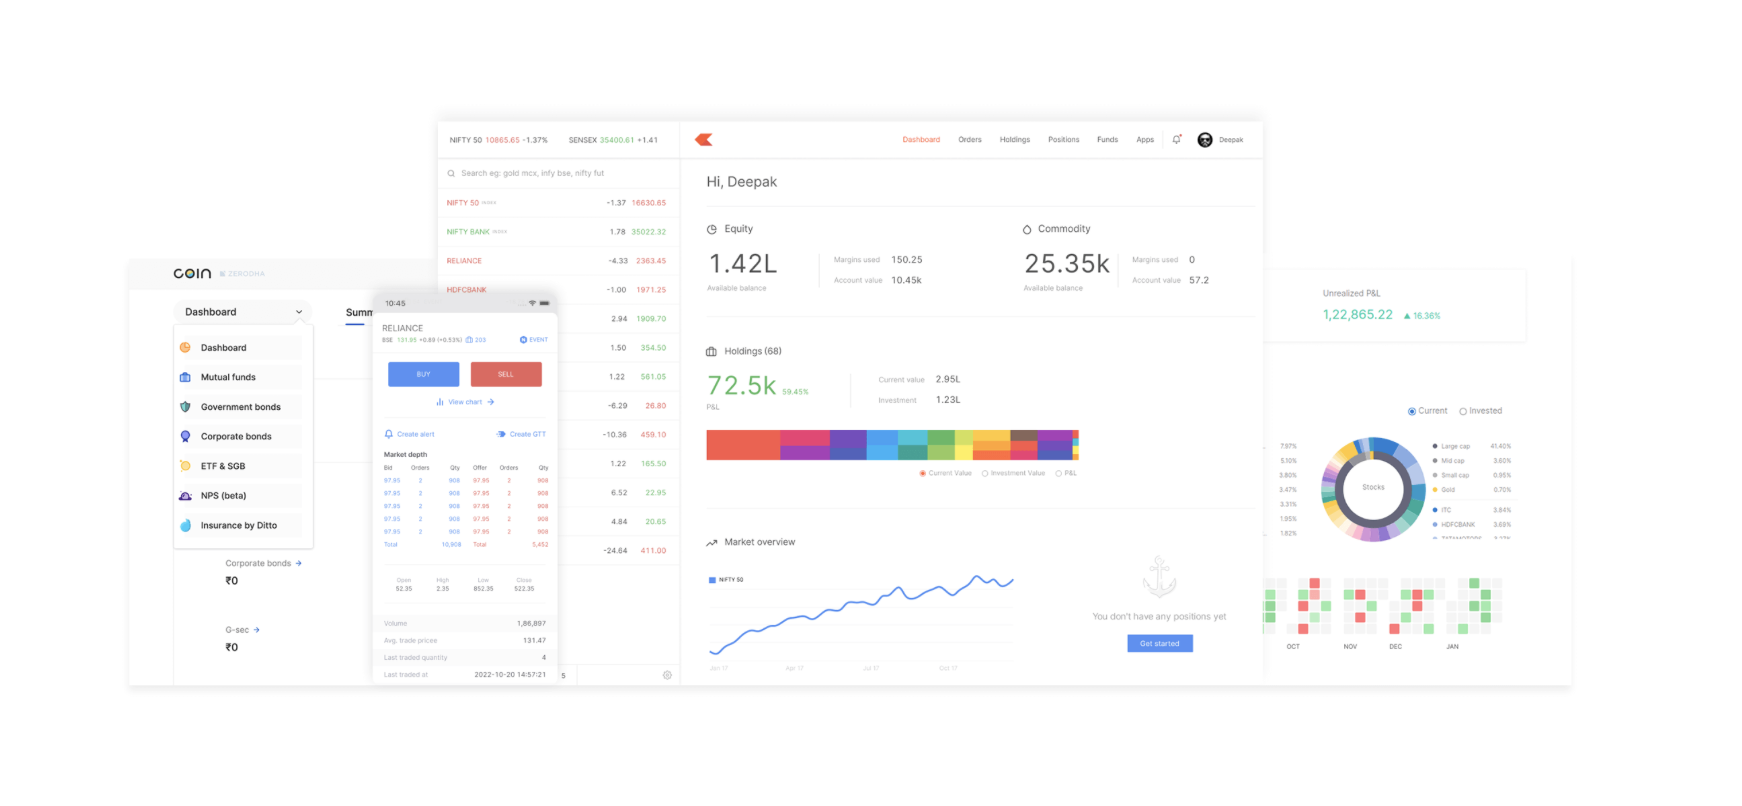 NIFTY 50 10865.65 -1.37% SENSEX 35400.61 +1.41
Dashboard Orders Holdings Positions Funds Apps Deepak
Search eg: gold mcx, infy bse, nifty fut
NIFTY 50 INDEX -1.37 16630.65
NIFTY BANK INDEX 1.78 35022.32
RELIANCE -4.33 2363.45
HDFCBANK -1.00 1971.25
2.94 1909.70
1.50 354.50
1.22 561.05
-6.29 26.80
-10.36 459.10
1.22 165.50
6.52 22.95
4.84 20.65
-24.64 411.00
5
Hi, Deepak
Equity
1.42L
Available balance
Margins used 150.25
Account value 10.45k
Commodity
25.35k
Available balance
Margins used 0
Account value 57.2
Holdings (68)
72.5k 59.45%
P&L
Current value 2.95L
Investment 1.23L
Current Value Investment Value P&L
Market overview
NIFTY 50
Jan 17 Apr 17 Jul 17 Oct 17
You don't have any positions yet
Get started
COIN ZERODHA
Dashboard
Summ
Dashboard
Mutual funds
Government bonds
Corporate bonds
ETF & SGB
NPS (beta)
Insurance by Ditto
Corporate bonds
₹0
G-sec
₹0
10:45
RELIANCE
BSE 131.95 +0.89 (+0.53%) 203 EVENT
BUY SELL
View chart
Create alert Create GTT
Market depth
Bid Orders Qty Offer Orders Qty
97.95 2 908 97.95 2 908
97.95 2 908 97.95 2 908
97.95 2 908 97.95 2 908
97.95 2 908 97.95 2 908
97.95 2 908 97.95 2 908
Total 10,908 Total 5,452
Open High Low Close
52.35 2.35 852.35 522.35
Volume 1,86,897
Avg. trade prices 131.47
Last traded quantity 4
Last traded at 2022-10-20 14:57:21
Unrealized P&L
1,22,865.22 16.36%
Current Invested
7.97%
5.10%
3.80%
3.47%
3.31%
1.95%
1.82%
Stocks
Large cap 41.40%
Mid cap 3.60%
Small cap 0.95%
Gold 0.70%
ITC 3.84%
HDFCBANK 3.69%
OCT NOV DEC JAN